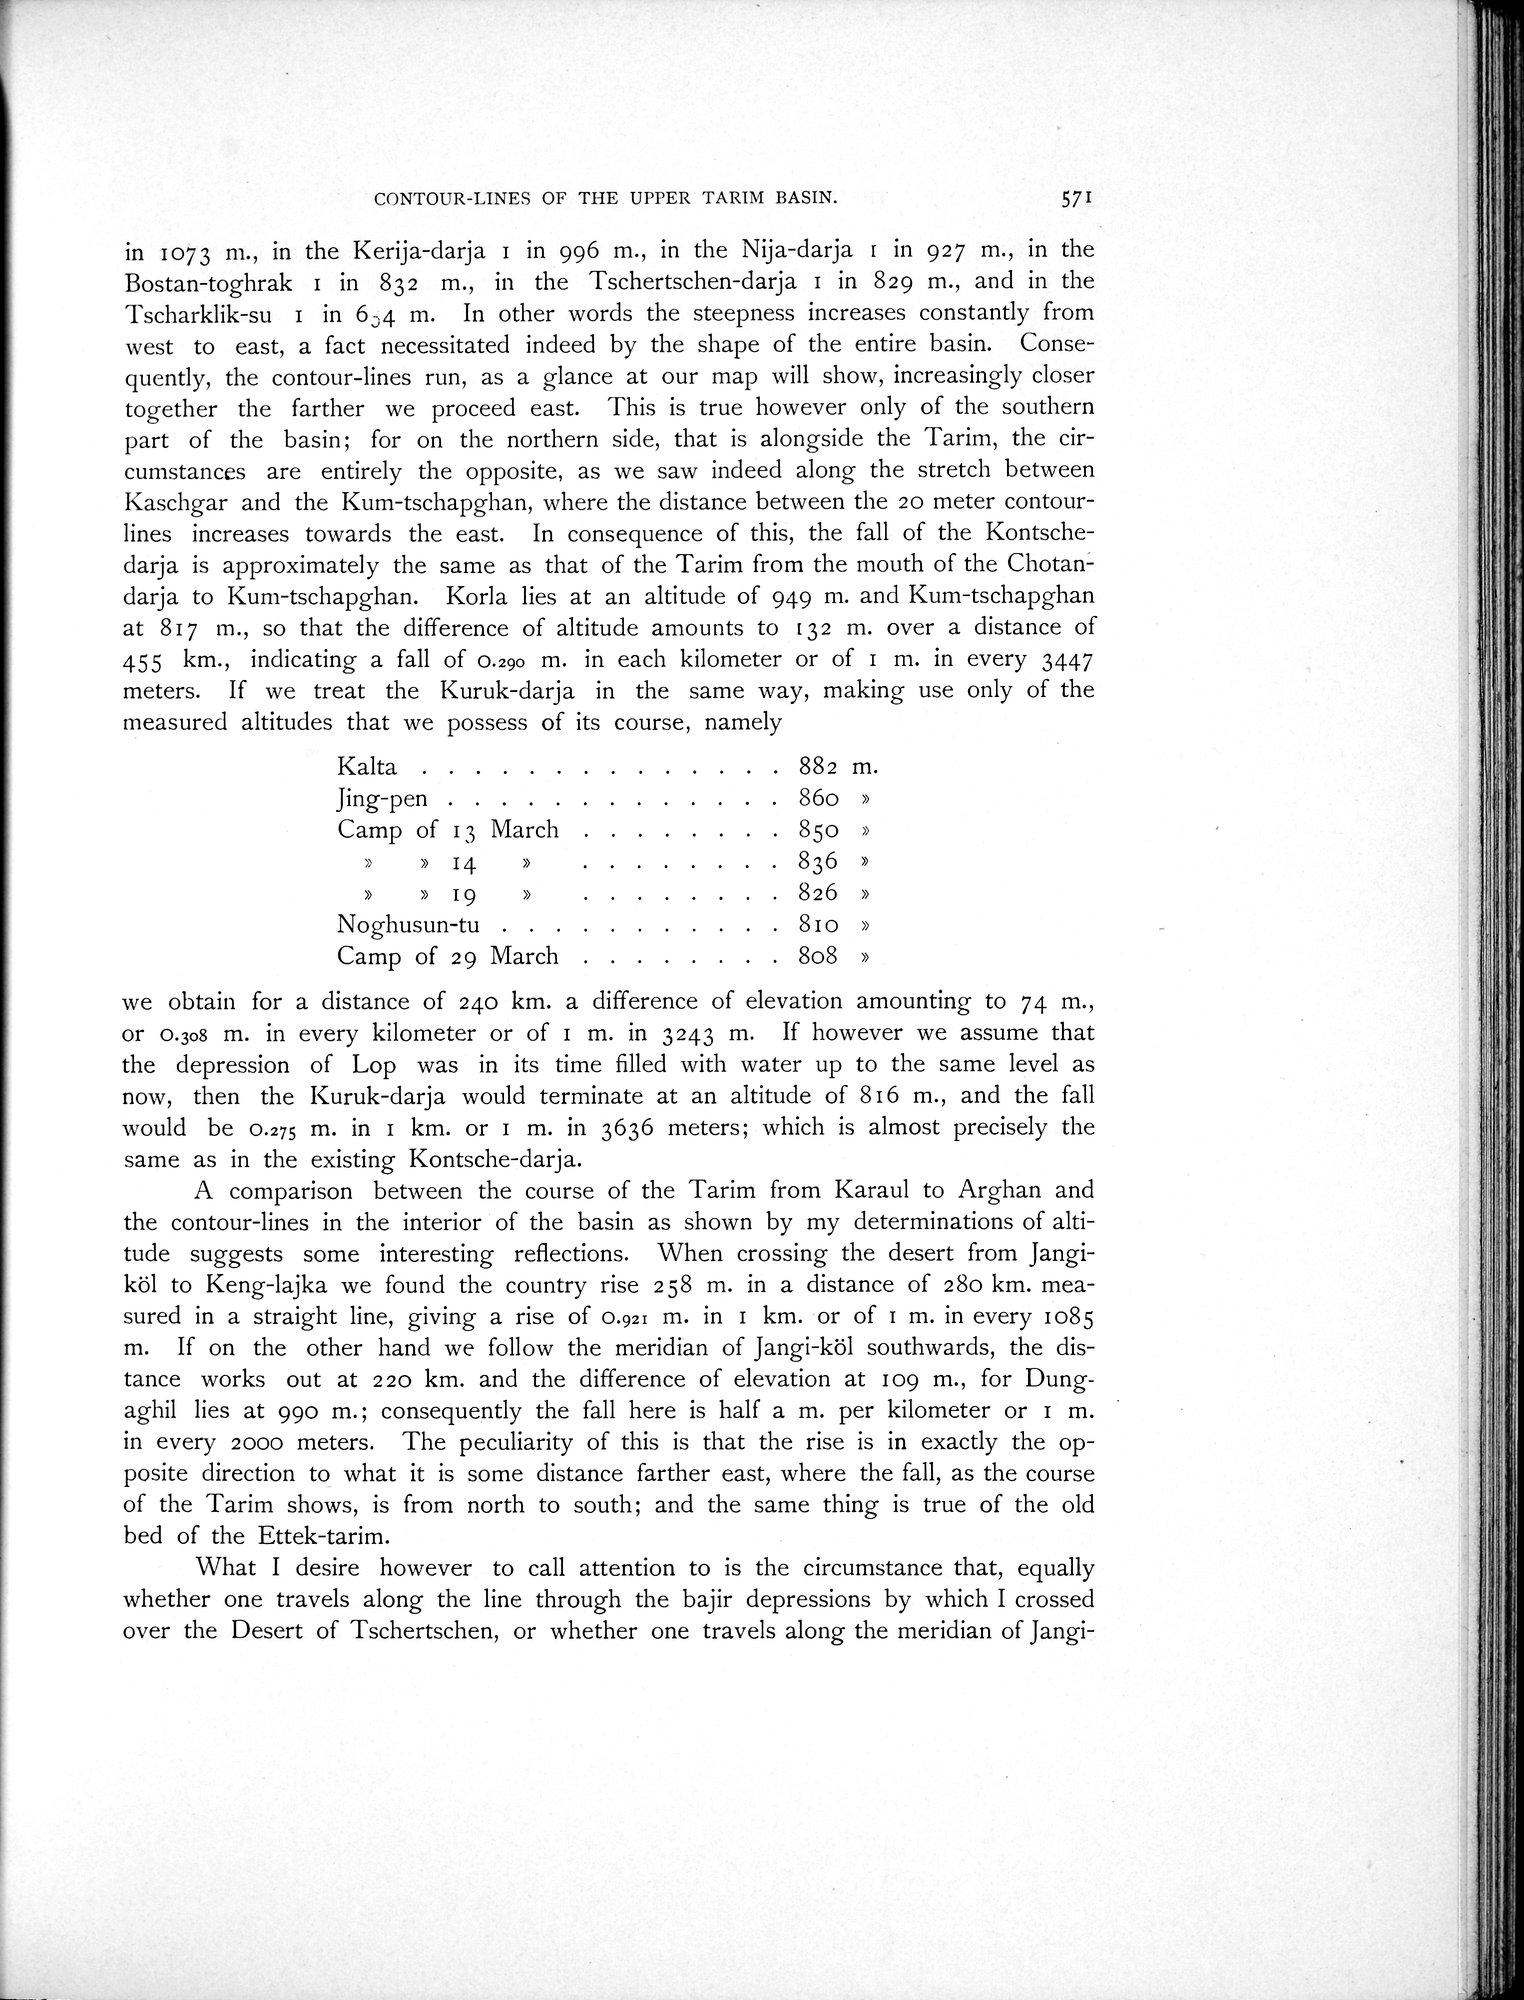 CONTOUR-LINES OF THE UPPER TARIM BASIN. 571
in 1073 m., in the Kerija-darja 1 in 996 m., in the Nija-darja 1 in 927 m., in the
Bostan-toghrak 1 in 832 m., in the Tschertschen-darja 1 in 829 m., and in the
Tscharklik-su 1 in 634 m. In other words the steepness increases constantly from
west to east, a fact necessitated indeed by the shape of the entire basin. Conse-
quently, the contour-lines run, as a glance at our map will show, increasingly closer
together the farther we proceed east. This is true however only of the southern
part of the basin; for on the northern side, that is alongside the Tarim, the cir-
cumstances are entirely the opposite, as we saw indeed along the stretch between
Kaschgar and the Kum-tschapghan, where the distance between the 20 meter contour-
lines increases towards the east. In consequence of this, the fall of the Kontsche-
darja is approximately the same as that of the Tarim from the mouth of the Chotan-
darja to Kum-tschapghan. Korla lies at an altitude of 949 m. and Kum-tschapghan
at 817 m., so that the difference of altitude amounts to 132 m. over a distance of
455 km., indicating a fall of 0.290 m. in each kilometer or of 1 m. in every 3447
meters. If we treat the Kuruk-darja in the same way, making use only of the
measured altitudes that we possess of its course, namely
Kalta . . . . . . . . . . . . . . 882 m.
Jing-pen . . . . . . . . . . . . . 860 »
Camp of 13 March . . . . . . . . 850 »
» » 14 » . . . . . . . . 836 »
» » 19 » . . . . . . . . 826 »
Noghusun-tu . . . . . . . . . . . 810 »
Camp of 29 March . . . . . . . . 808 »
we obtain for a distance of 240 km. a difference of elevation amounting to 74 m.,
or 0.308 m. in every kilometer or of 1 m. in 3243 m. If however we assume that
the depression of Lop was in its time filled with water up to the same level as
now, then the Kuruk-darja would terminate at an altitude of 816 m., and the fall
would be 0.275 m. in 1 km. or 1 m. in 3636 meters; which is almost precisely the
same as in the existing Kontsche-darja.
A comparison between the course of the Tarim from Karaul to Arghan and
the contour-lines in the interior of the basin as shown by my determinations of alti-
tude suggests some interesting reflections. When crossing the desert from Jangi-
köl to Keng-lajka we found the country rise 258 m. in a distance of 280 km. mea-
sured in a straight line, giving a rise of 0.921 m. in 1 km. or of 1 m. in every 1085
m. If on the other hand we follow the meridian of Jangi-köl southwards, the dis-
tance works out at 220 km. and the difference of elevation at 109 m., for Dung-
aghil lies at 990 m.; consequently the fall here is half a m. per kilometer or 1 m.
in every 2000 meters. The peculiarity of this is that the rise is in exactly the op-
posite direction to what it is some distance farther east, where the fall, as the course
of the Tarim shows, is from north to south; and the same thing is true of the old
bed of the Ettek-tarim.
What I desire however to call attention to is the circumstance that, equally
whether one travels along the line through the bajir depressions by which I crossed
over the Desert of Tschertschen, or whether one travels along the meridian of Jangi-